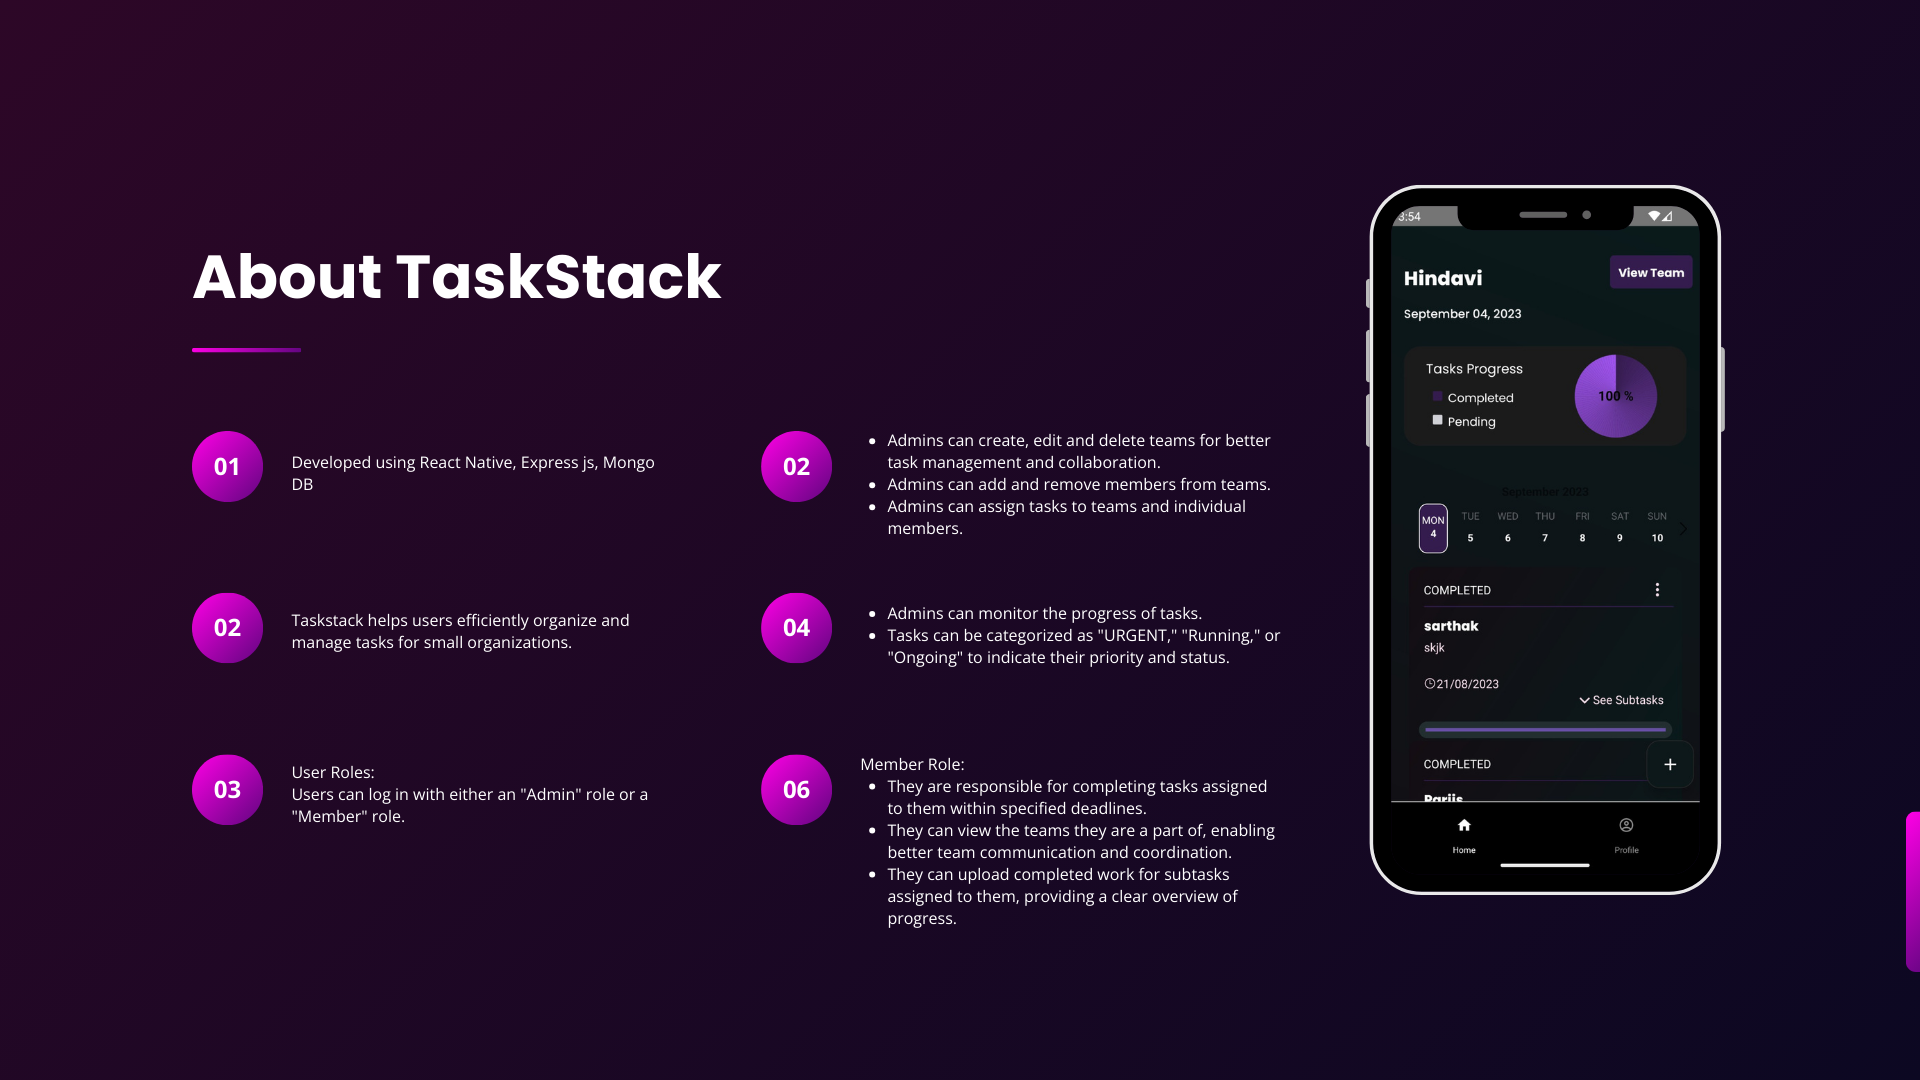 About TaskStack
01
Developed using React Native, Express js, Mongo
DB
02
Taskstack helps users efficiently organize and
manage tasks for small organizations.
03
User Roles:
Users can log in with either an "Admin" role or a
"Member" role.
02
Admins can create, edit and delete teams for better
task management and collaboration.
Admins can add and remove members from teams.
Admins can assign tasks to teams and individual
members.
04
Admins can monitor the progress of tasks.
Tasks can be categorized as "URGENT," "Running," or
"Ongoing" to indicate their priority and status.
06
Member Role:
They are responsible for completing tasks assigned
to them within specified deadlines.
They can view the teams they are a part of, enabling
better team communication and coordination.
They can upload completed work for subtasks
assigned to them, providing a clear overview of
progress.
3:54
Hindavi
View Team
September 04, 2023
Tasks Progress
Completed
Pending
100 %
September 2023
MON TUE WED THU FRI SAT SUN
4 5 6 7 8 9 10
COMPLETED
sarthak
skjk
21/08/2023
See Subtasks
COMPLETED
+
Home
Profile